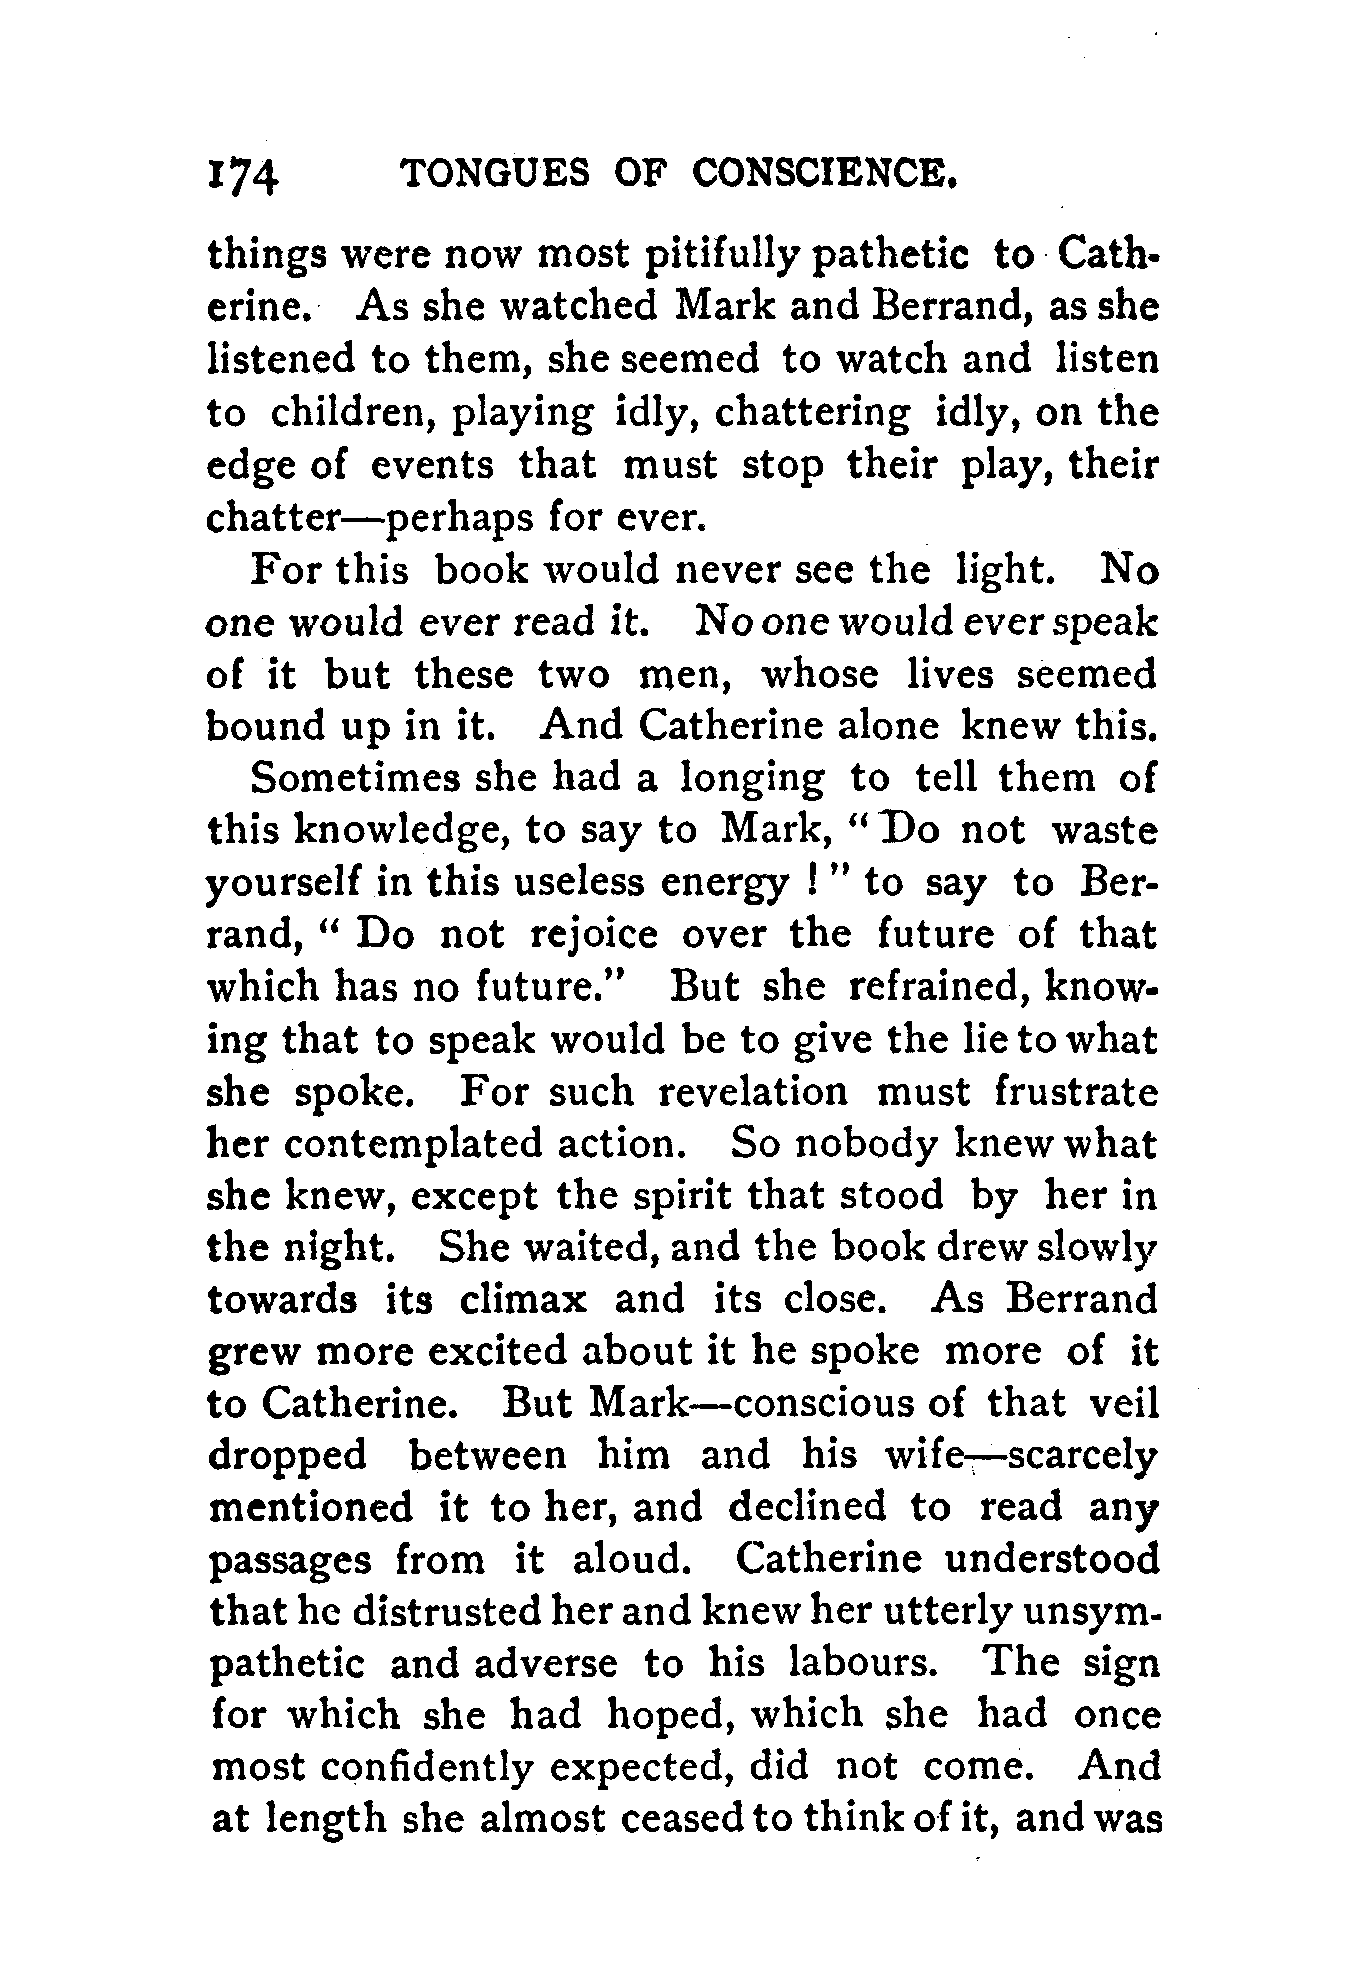 174 TONGUES OF CONSCIENCE.
things were now most pitifully pathetic to Cath-
erine. As she watched Mark and Berrand, as she
listened to them, she seemed to watch and listen
to children, playing idly, chattering idly, on the
edge of events that must stop their play, their
chatter—perhaps for ever.
For this book would never see the light. No
one would ever read it. No one would ever speak
of it but these two men, whose lives seemed
bound up in it. And Catherine alone knew this.
Sometimes she had a longing to tell them of
this knowledge, to say to Mark, “ Do not waste
yourself in this useless energy ! ” to say to Ber-
rand, “ Do not rejoice over the future of that
which has no future.” But she refrained, know-
ing that to speak would be to give the lie to what
she spoke. For such revelation must frustrate
her contemplated action. So nobody knew what
she knew, except the spirit that stood by her in
the night. She waited, and the book drew slowly
towards its climax and its close. As Berrand
grew more excited about it he spoke more of it
to Catherine. But Mark—conscious of that veil
dropped between him and his wife—scarcely
mentioned it to her, and declined to read any
passages from it aloud. Catherine understood
that he distrusted her and knew her utterly unsym-
pathetic and adverse to his labours. The sign
for which she had hoped, which she had once
most confidently expected, did not come. And
at length she almost ceased to think of it, and was